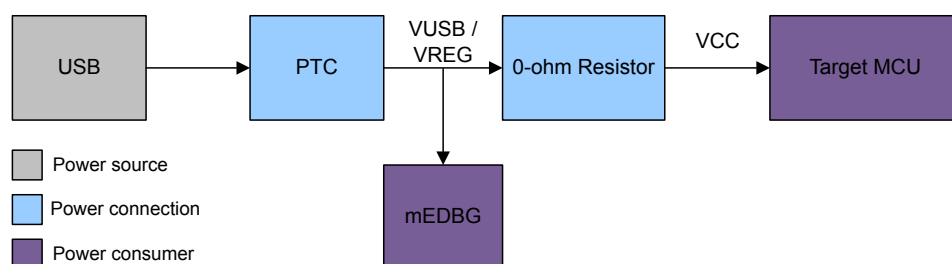 USB
PTC
VUSB /
VREG
0-ohm Resistor
VCC
Target MCU
mEDBG
Power source
Power connection
Power consumer